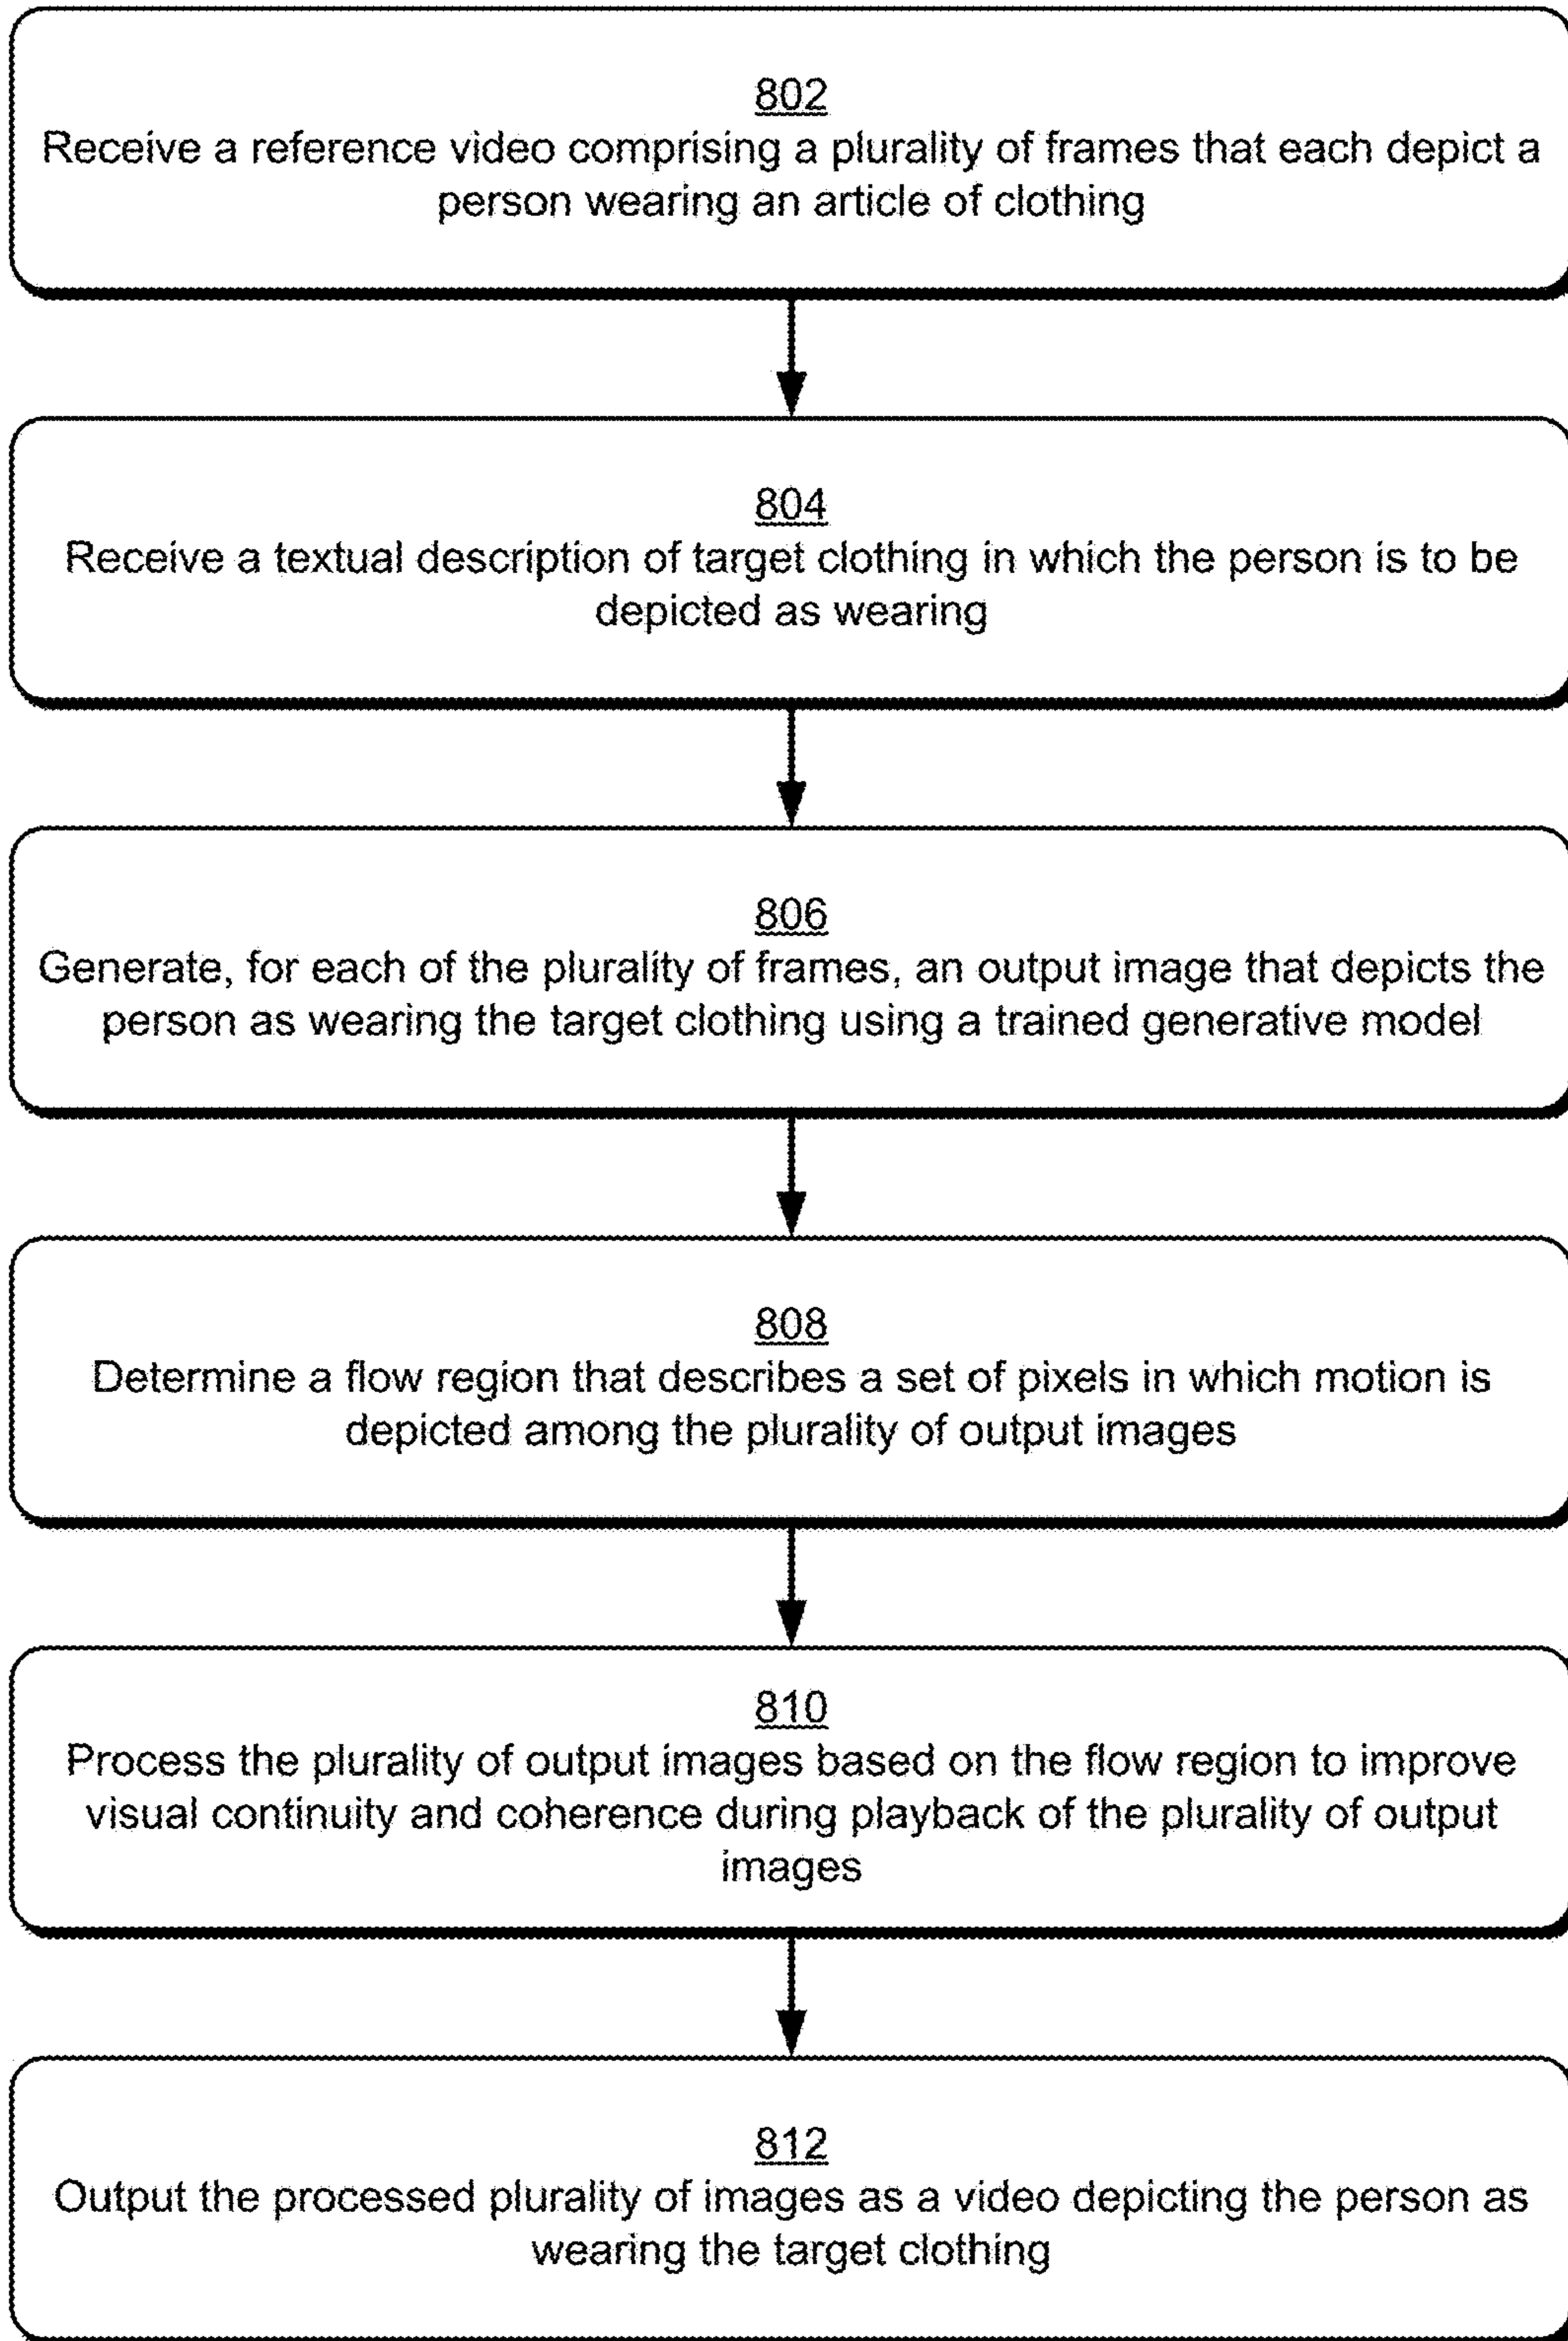 802
Receive a reference video comprising a plurality of frames that each depict a
person wearing an article of clothing
804
Receive a textual description of target clothing in which the person is to be
depicted as wearing
806
Generate, for each of the plurality of frames, an output image that depicts the
person as wearing the target clothing using a trained generative model
808
Determine a flow region that describes a set of pixels in which motion is
depicted among the plurality of output images
810
Process the plurality of output images based on the flow region to improve
visual continuity and coherence during playback of the plurality of output
images
812
Output the processed plurality of images as a video depicting the person as
wearing the target clothing